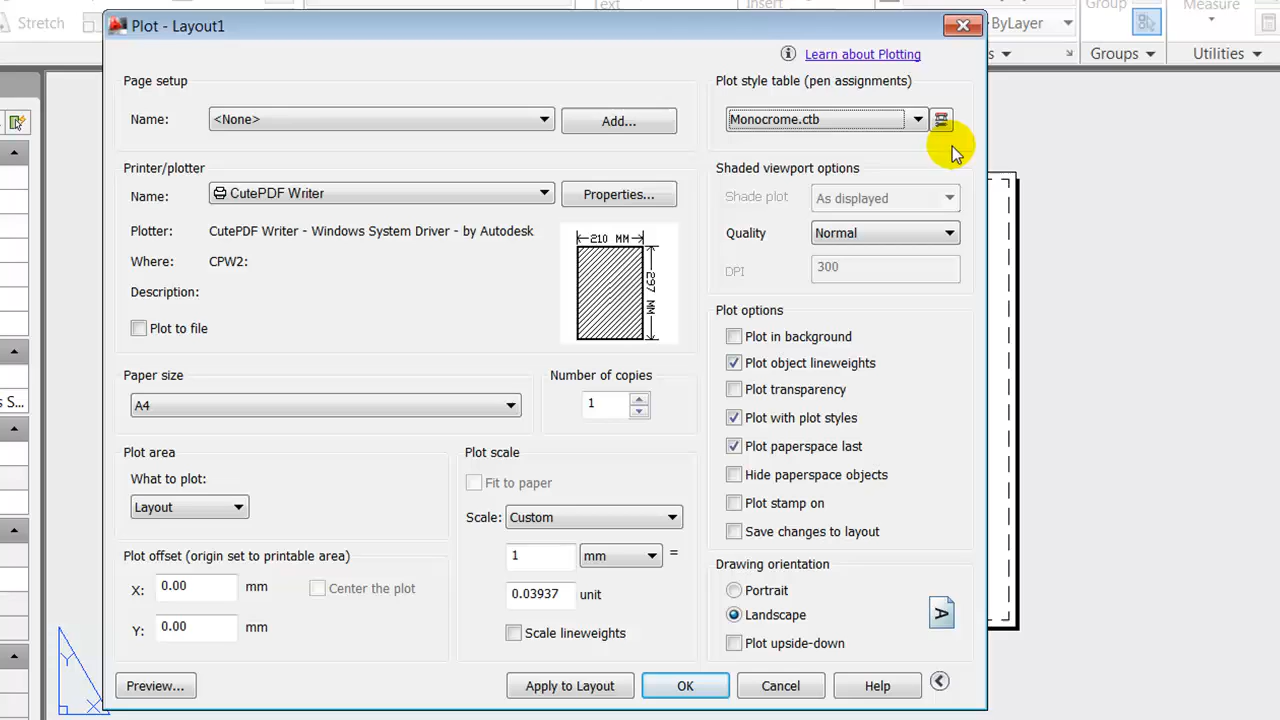 Stretch
Text
Insert
Group
Measure
ByLayer
Groups
Utilities
Plot - Layout1
Learn about Plotting
Page setup
Name: <None> Add...
Plot style table (pen assignments)
Monocrome.ctb
Printer/plotter
Name: CutePDF Writer Properties...
Plotter: CutePDF Writer - Windows System Driver - by Autodesk
Where: CPW2:
Description:
Plot to file
210 MM
297 MM
Shaded viewport options
Shade plot As displayed
Quality Normal
DPI 300
Paper size
A4
Number of copies
1
Plot options
Plot in background
Plot object lineweights
Plot transparency
Plot with plot styles
Plot paperspace last
Hide paperspace objects
Plot stamp on
Save changes to layout
Plot area
What to plot:
Layout
Plot scale
Fit to paper
Scale: Custom
1 mm =
0.03937 unit
Scale lineweights
Plot offset (origin set to printable area)
X: 0.00 mm Center the plot
Y: 0.00 mm
Drawing orientation
Portrait
Landscape
Plot upside-down
A
Preview... Apply to Layout OK Cancel Help
s S...
Y
X